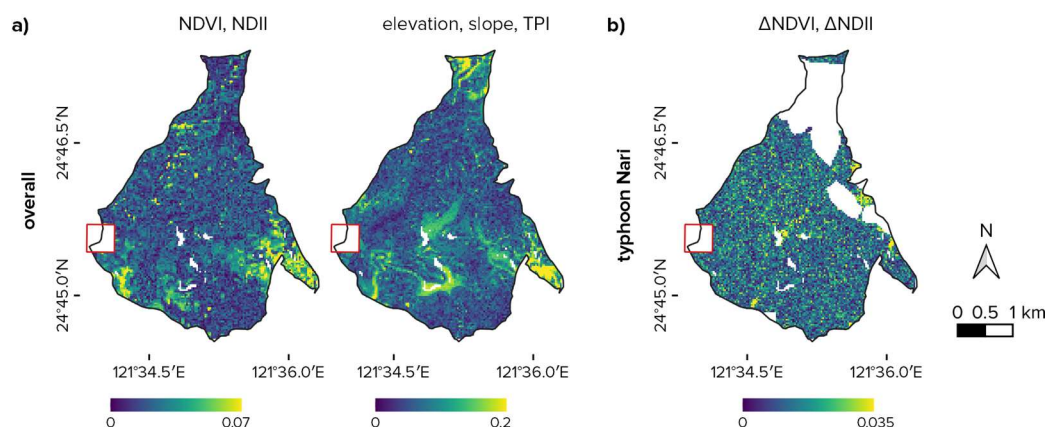 a)
NDVI, NDII
elevation, slope, TPI
b)
ΔNDVI, ΔNDII
overall
24°46.5′N
24°45.0′N
typhoon Nari
24°46.5′N
24°45.0′N
N
0 0.5 1 km
121°34.5′E 121°36.0′E
121°34.5′E 121°36.0′E
121°34.5′E 121°36.0′E
0 0.07
0 0.2
0 0.035